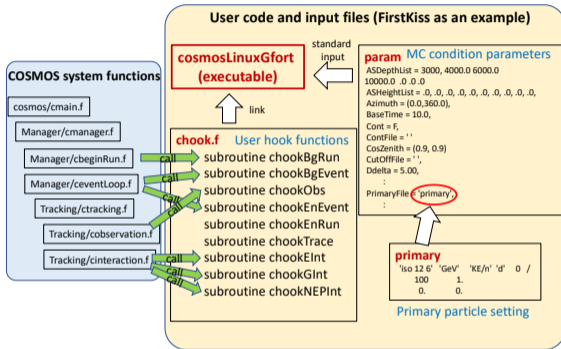 User code and input files (FirstKiss as an example)
COSMOS system functions
cosmos/cmain.f
Manager/cmanager.f
Manager/cbeginRun.f
Manager/ceventLoop.f
Tracking/ctracking.f
Tracking/cobservation.f
Tracking/cinteraction.f
cosmosLinuxGfort
(executable)
standard
input
link
chook.f User hook functions
call subroutine chookBgRun
call subroutine chookBgEvent
call subroutine chookObs
call subroutine chookEnEvent
subroutine chookEnRun
subroutine chookTrace
call subroutine chookEInt
call subroutine chookGInt
call subroutine chookNEPInt
param MC condition parameters
ASDepthList = 3000, 4000.0 6000.0
10000.0 .0 .0 .0
ASHeightList = .0, .0, .0, .0, .0, .0, .0, .0, .0,
Azimuth = (0.0,360.0),
BaseTime = 10.0,
Cont = F,
ContFile = ' '
CosZenith = (0.9, 0.9)
CutOffFile = ' ',
Ddelta = 5.00,
:
PrimaryFile = 'primary',
:
primary
'iso 12 6' 'GeV' 'KE/n' 'd' 0 /
100 1.
0. 0.
Primary particle setting